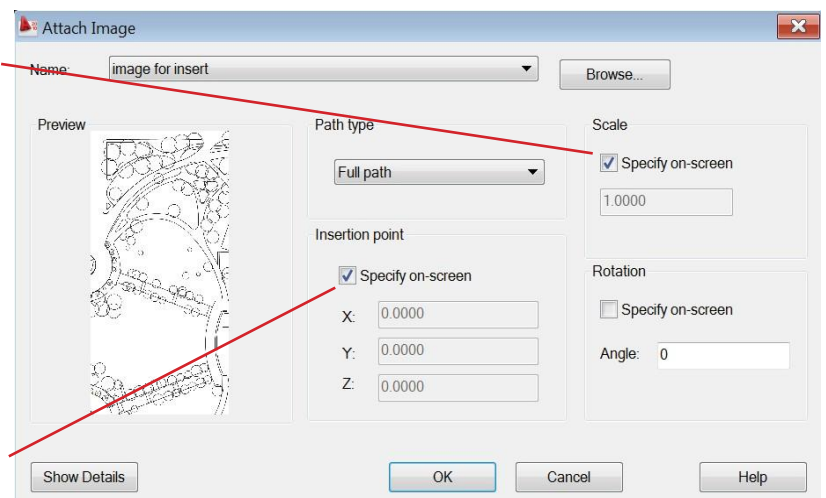 Attach Image
Name: image for insert Browse...
Preview
Path type
Full path
Scale
Specify on-screen
1.0000
Insertion point
Specify on-screen
X: 0.0000
Y: 0.0000
Z: 0.0000
Rotation
Specify on-screen
Angle: 0
Show Details OK Cancel Help